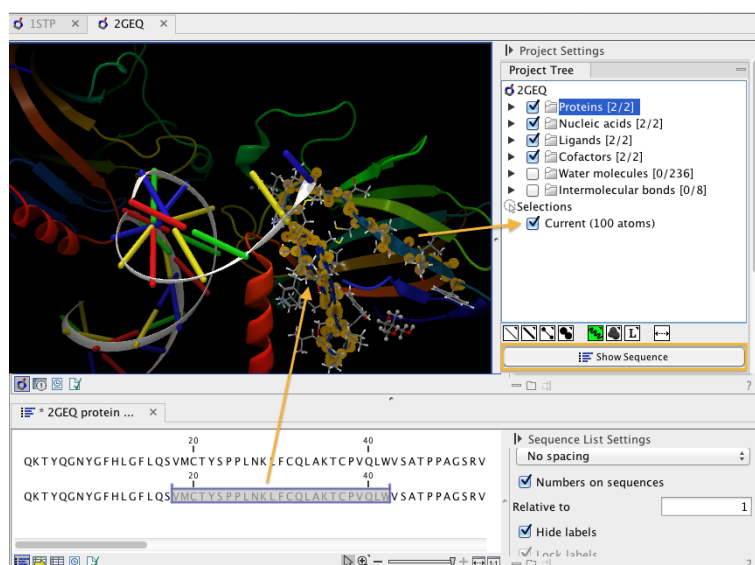 1STP
2GEQ
Project Settings
Project Tree
2GEQ
Proteins [2/2]
Nucleic acids [2/2]
Ligands [2/2]
Cofactors [2/2]
Water molecules [0/236]
Intermolecular bonds [0/8]
Selections
Current (100 atoms)
L
Show Sequence
?
* 2GEQ protein ...
20 40
QKTYQGNYGFHLGFLQSVMCTYSPPLNKLFCQLAKTCPVQLWVSATPPAGSRV
20 40
QKTYQGNYGFHLGFLQSVMCTYSPPLNKLFCQLAKTCPVQLWVSATPPAGSRV
Sequence List Settings
No spacing
Numbers on sequences
Relative to 1
Hide labels
Lock labels
1:1
?